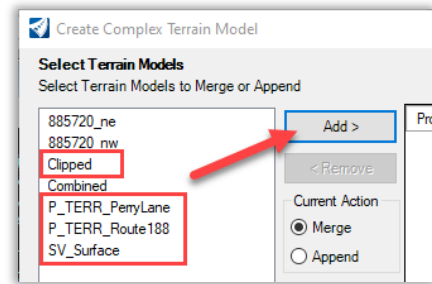 Create Complex Terrain Model
Select Terrain Models
Select Terrain Models to Merge or Append
885720_ne
885720_nw
Clipped
Combined
P_TERR_PerryLane
P_TERR_Route188
SV_Surface
Add >
< Remove
Current Action
Merge
Append